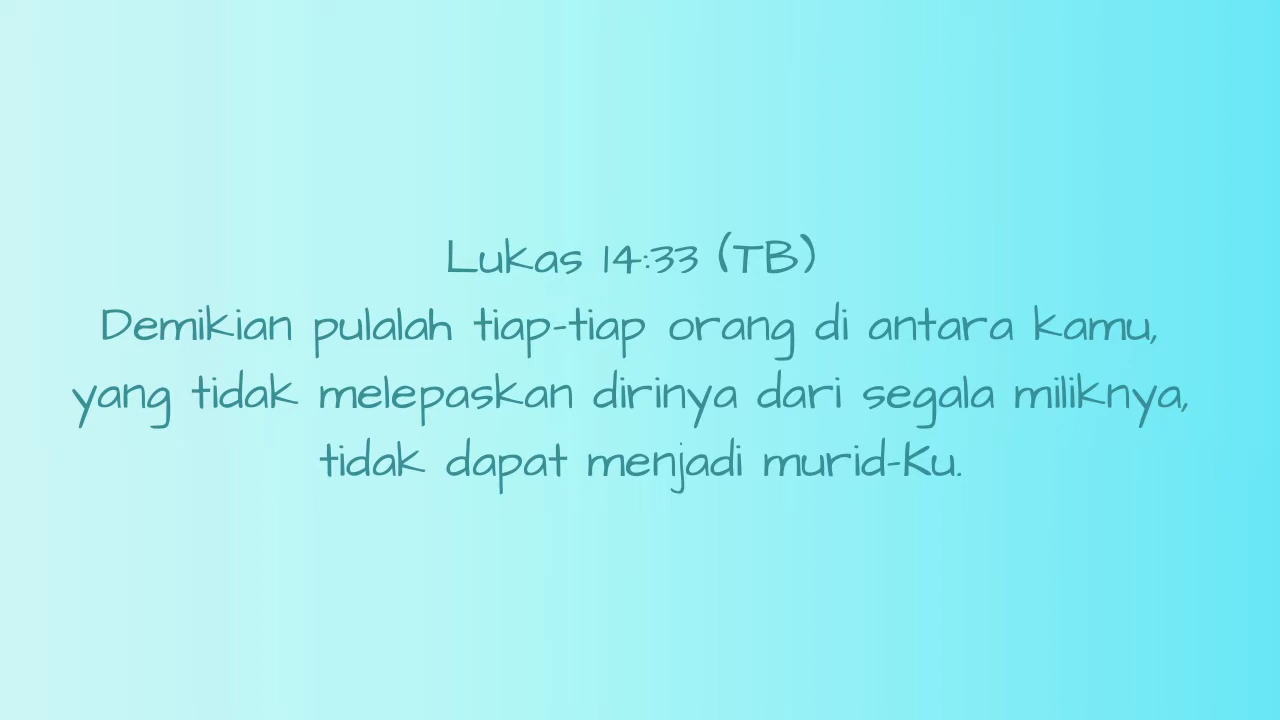 Lukas 14:33 (TB)
Demikian pulalah tiap-tiap orang di antara kamu,
yang tidak melepaskan dirinya dari segala miliknya,
tidak dapat menjadi murid-Ku.